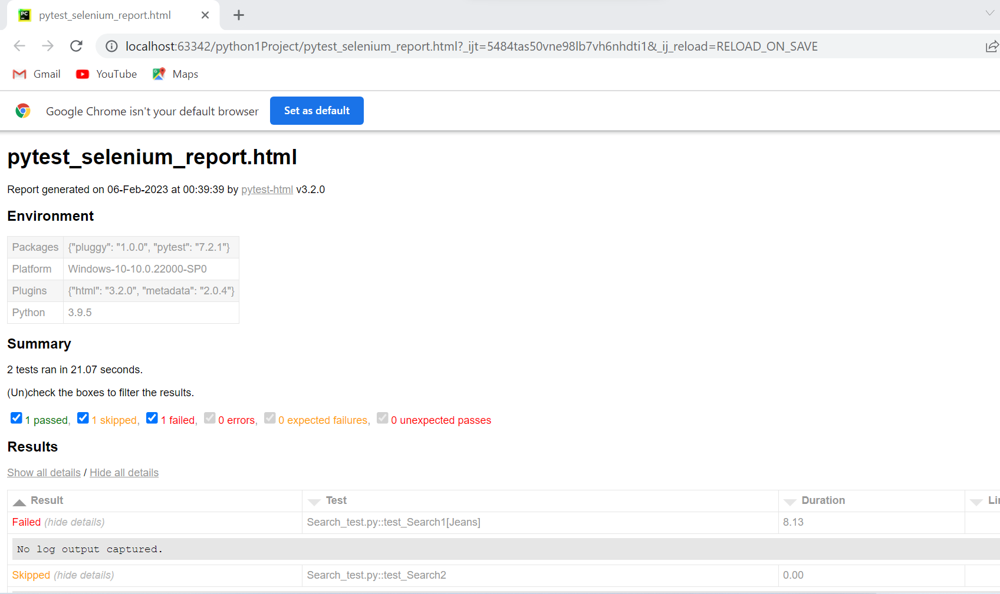 pytest_selenium_report.html
localhost:63342/python1Project/pytest_selenium_report.html?_ijt=5484tas50vne98lb7vh6nhdti1&_ij_reload=RELOAD_ON_SAVE
Gmail YouTube Maps
Google Chrome isn't your default browser Set as default
pytest_selenium_report.html
Report generated on 06-Feb-2023 at 00:39:39 by pytest-html v3.2.0
Environment
Packages {"pluggy": "1.0.0", "pytest": "7.2.1"}
Platform Windows-10-10.0.22000-SP0
Plugins {"html": "3.2.0", "metadata": "2.0.4"}
Python 3.9.5
Summary
2 tests ran in 21.07 seconds.
(Un)check the boxes to filter the results.
1 passed, 1 skipped, 1 failed, 0 errors, 0 expected failures, 0 unexpected passes
Results
Show all details / Hide all details
Result Test Duration
Failed (hide details) Search_test.py::test_Search1[Jeans] 8.13
No log output captured.
Skipped (hide details) Search_test.py::test_Search2 0.00